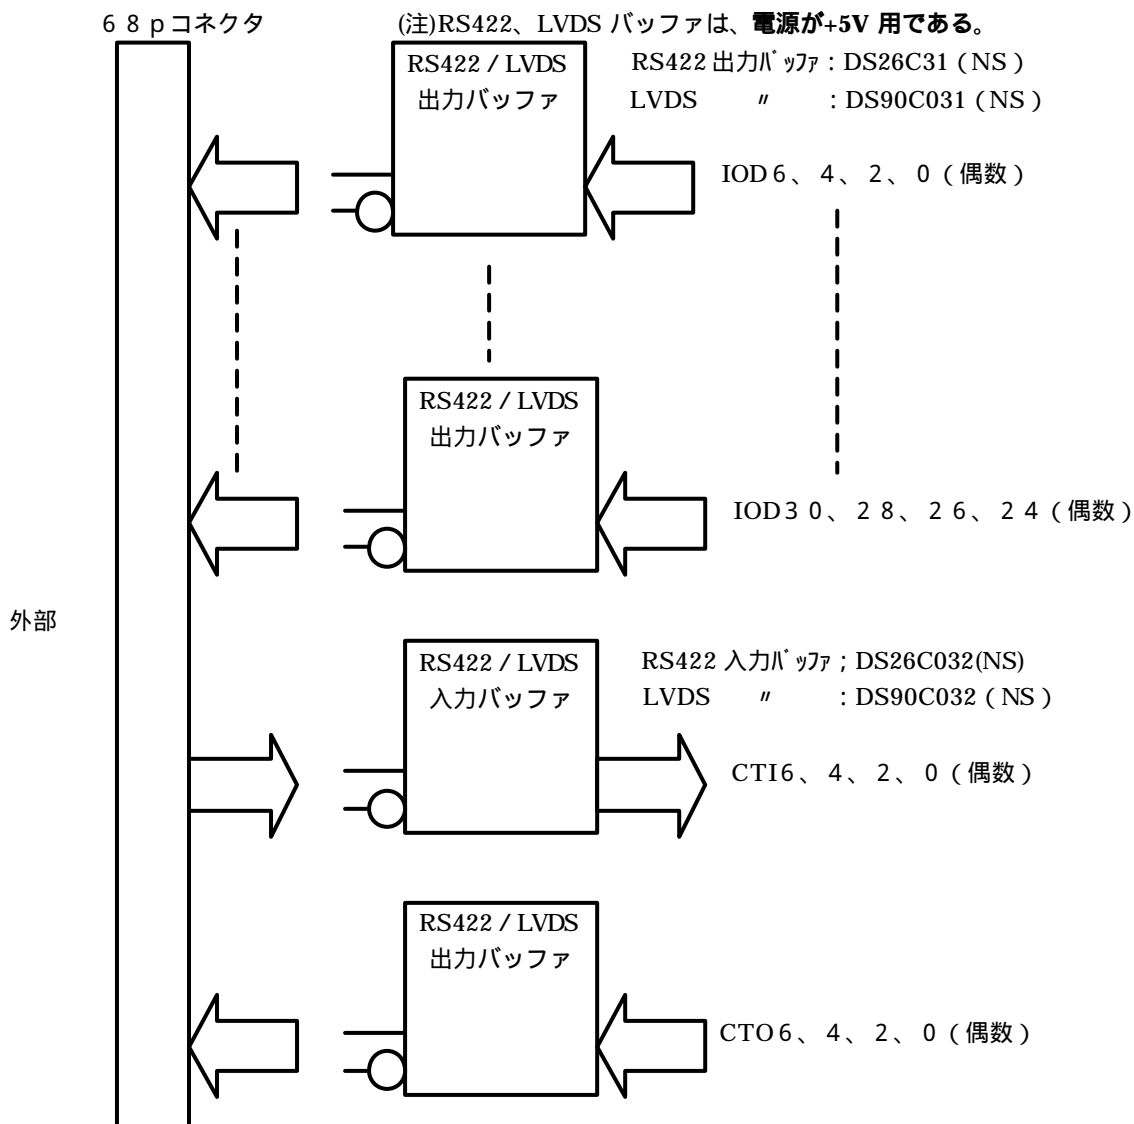 ６８ｐコネクタ
(注)RS422、LVDS バッファは、電源が+5V 用である。
RS422 / LVDS
出力バッファ
RS422 出力ﾊﾞｯﾌｧ : DS26C31 ( NS )
LVDS 〃 : DS90C031 ( NS )
IOD６、４、２、０ ( 偶数 )
RS422 / LVDS
出力バッファ
IOD３０、２８、２６、２４ ( 偶数 )
外部
RS422 / LVDS
入力バッファ
RS422 入力ﾊﾞｯﾌｧ ; DS26C032(NS)
LVDS 〃 : DS90C032 ( NS )
CTI６、４、２、０ ( 偶数 )
RS422 / LVDS
出力バッファ
CTO６、４、２、０ ( 偶数 )